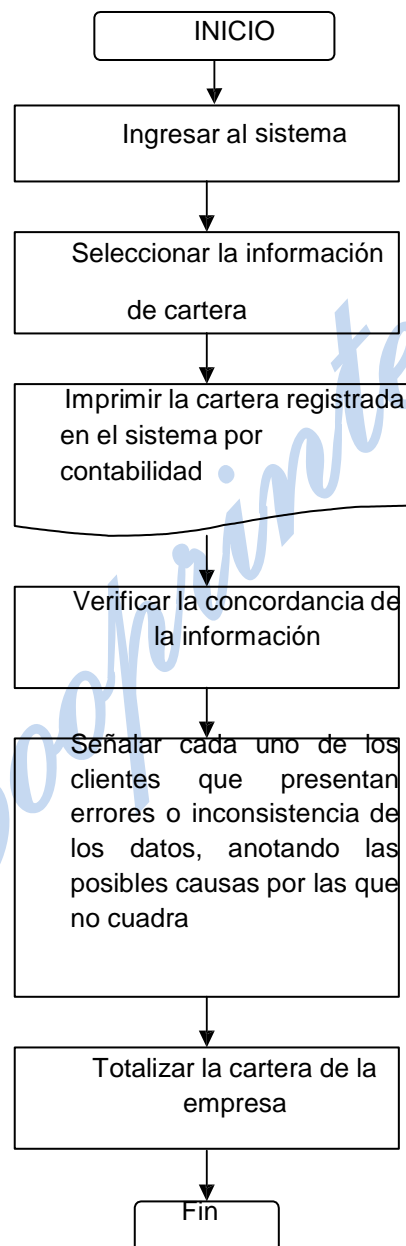 INICIO
Ingresar al sistema
Seleccionar la información
de cartera
Imprimir la cartera registrada
en el sistema por
contabilidad
Verificar la concordancia de
la información
Señalar cada uno de los
clientes que presentan
errores o inconsistencia de
los datos, anotando las
posibles causas por las que
no cuadra
Totalizar la cartera de la
empresa
Fin